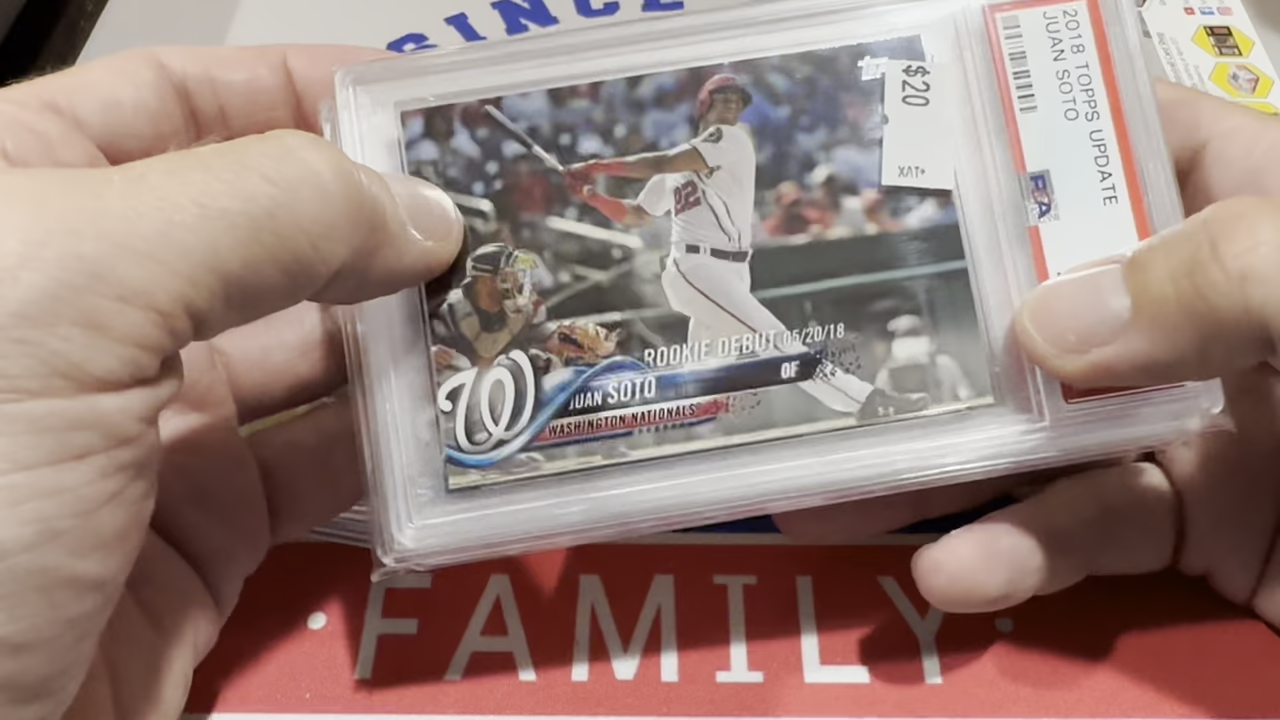 SINCE
$20
XAT+
2018 TOPPS UPDATE
JUAN SOTO
PSA
22
ROOKIE DEBUT 05/20/18
JUAN SOTO
OF
WASHINGTON NATIONALS
W
· FAMILY ·